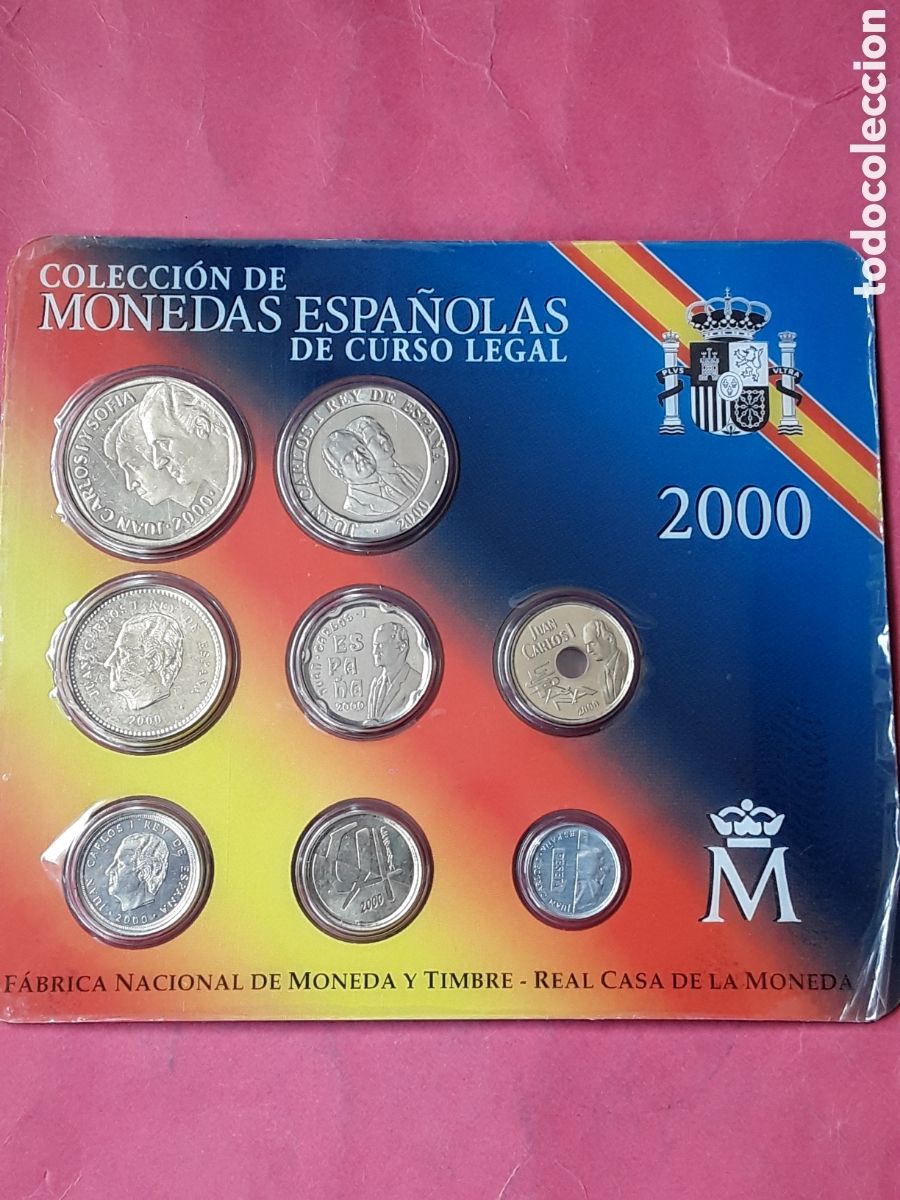 todocoleccion
COLECCIÓN DE
MONEDAS ESPAÑOLAS
DE CURSO LEGAL
PLVS VLTRA
2000
JUAN CARLOS I Y SOFIA
2000
JUAN CARLOS I REY DE ESPAÑA
2000
JUAN CARLOS I REY DE ESPAÑA
2000
JUAN CARLOS I
ES
PA
ÑA
2000
JUAN
CARLOS I
2000
JUAN CARLOS I REY DE ESPAÑA
2000
2000
ESPAÑA
PESETA
M
FÁBRICA NACIONAL DE MONEDA Y TIMBRE - REAL CASA DE LA MONEDA